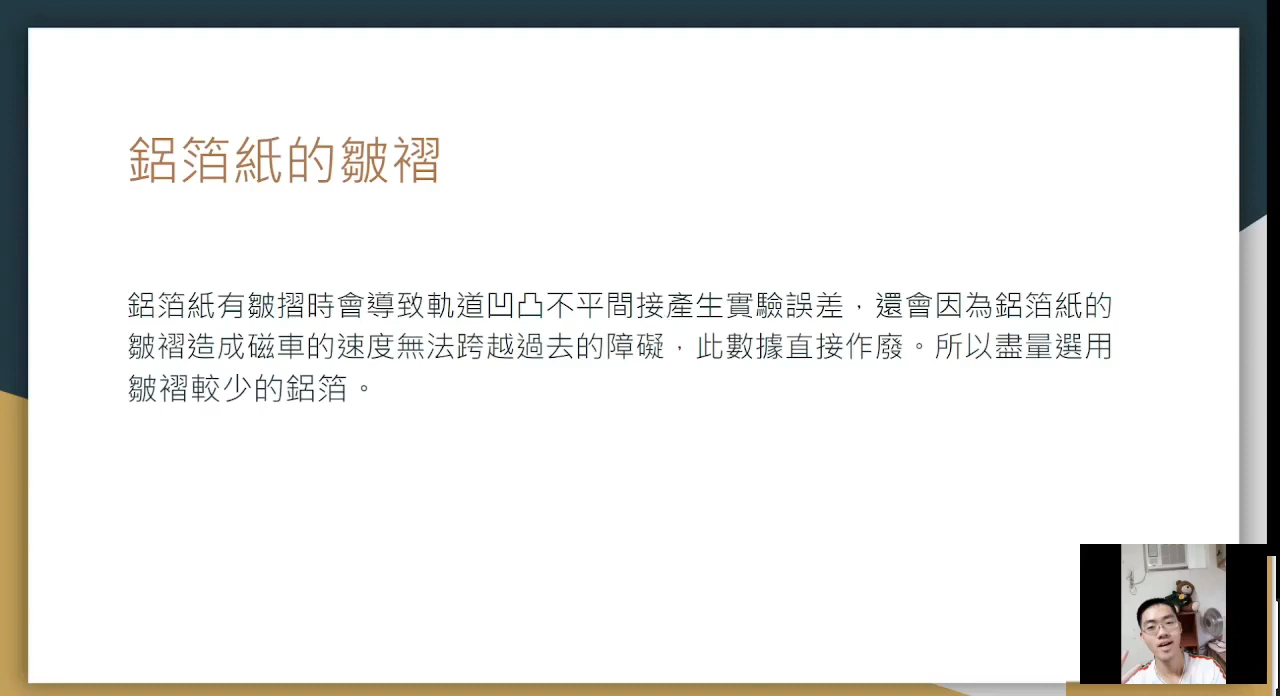 鋁箔紙的皺褶
鋁箔紙有皺摺時會導致軌道凹凸不平間接產生實驗誤差，還會因為鋁箔紙的
皺褶造成磁車的速度無法跨越過去的障礙，此數據直接作廢。所以盡量選用
皺褶較少的鋁箔。